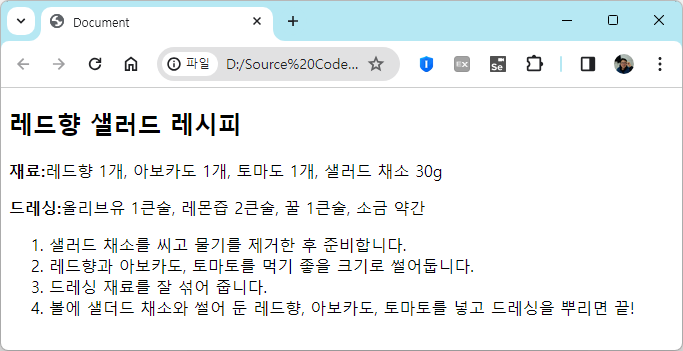 Document
파일
D:/Source%20Code...
EX
Se
레드향 샐러드 레시피
재료:레드향 1개, 아보카도 1개, 토마도 1개, 샐러드 채소 30g
드레싱:올리브유 1큰술, 레몬즙 2큰술, 꿀 1큰술, 소금 약간
1. 샐러드 채소를 씨고 물기를 제거한 후 준비합니다.
2. 레드향과 아보카도, 토마토를 먹기 좋을 크기로 썰어둡니다.
3. 드레싱 재료를 잘 섞어 줍니다.
4. 볼에 샐더드 채소와 썰어 둔 레드향, 아보카도, 토마토를 넣고 드레싱을 뿌리면 끝!